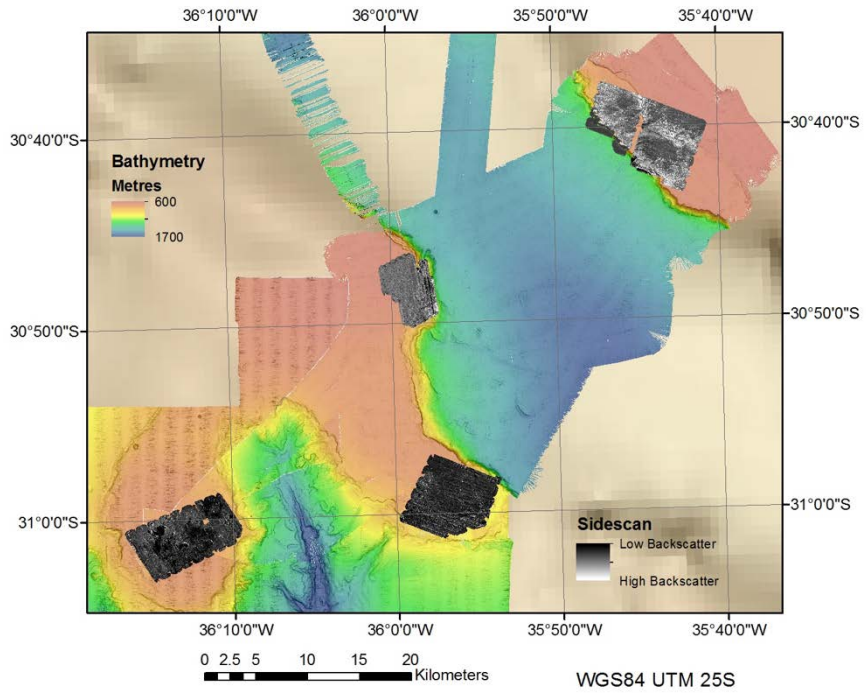 36°10'0"W 36°0'0"W 35°50'0"W 35°40'0"W
30°40'0"S 30°40'0"S
Bathymetry
Metres
600
1700
30°50'0"S 30°50'0"S
31°0'0"S 31°0'0"S
Sidescan
Low Backscatter
High Backscatter
36°10'0"W 36°0'0"W 35°50'0"W 35°40'0"W
0 2.5 5 10 15 20
Kilometers
WGS84 UTM 25S